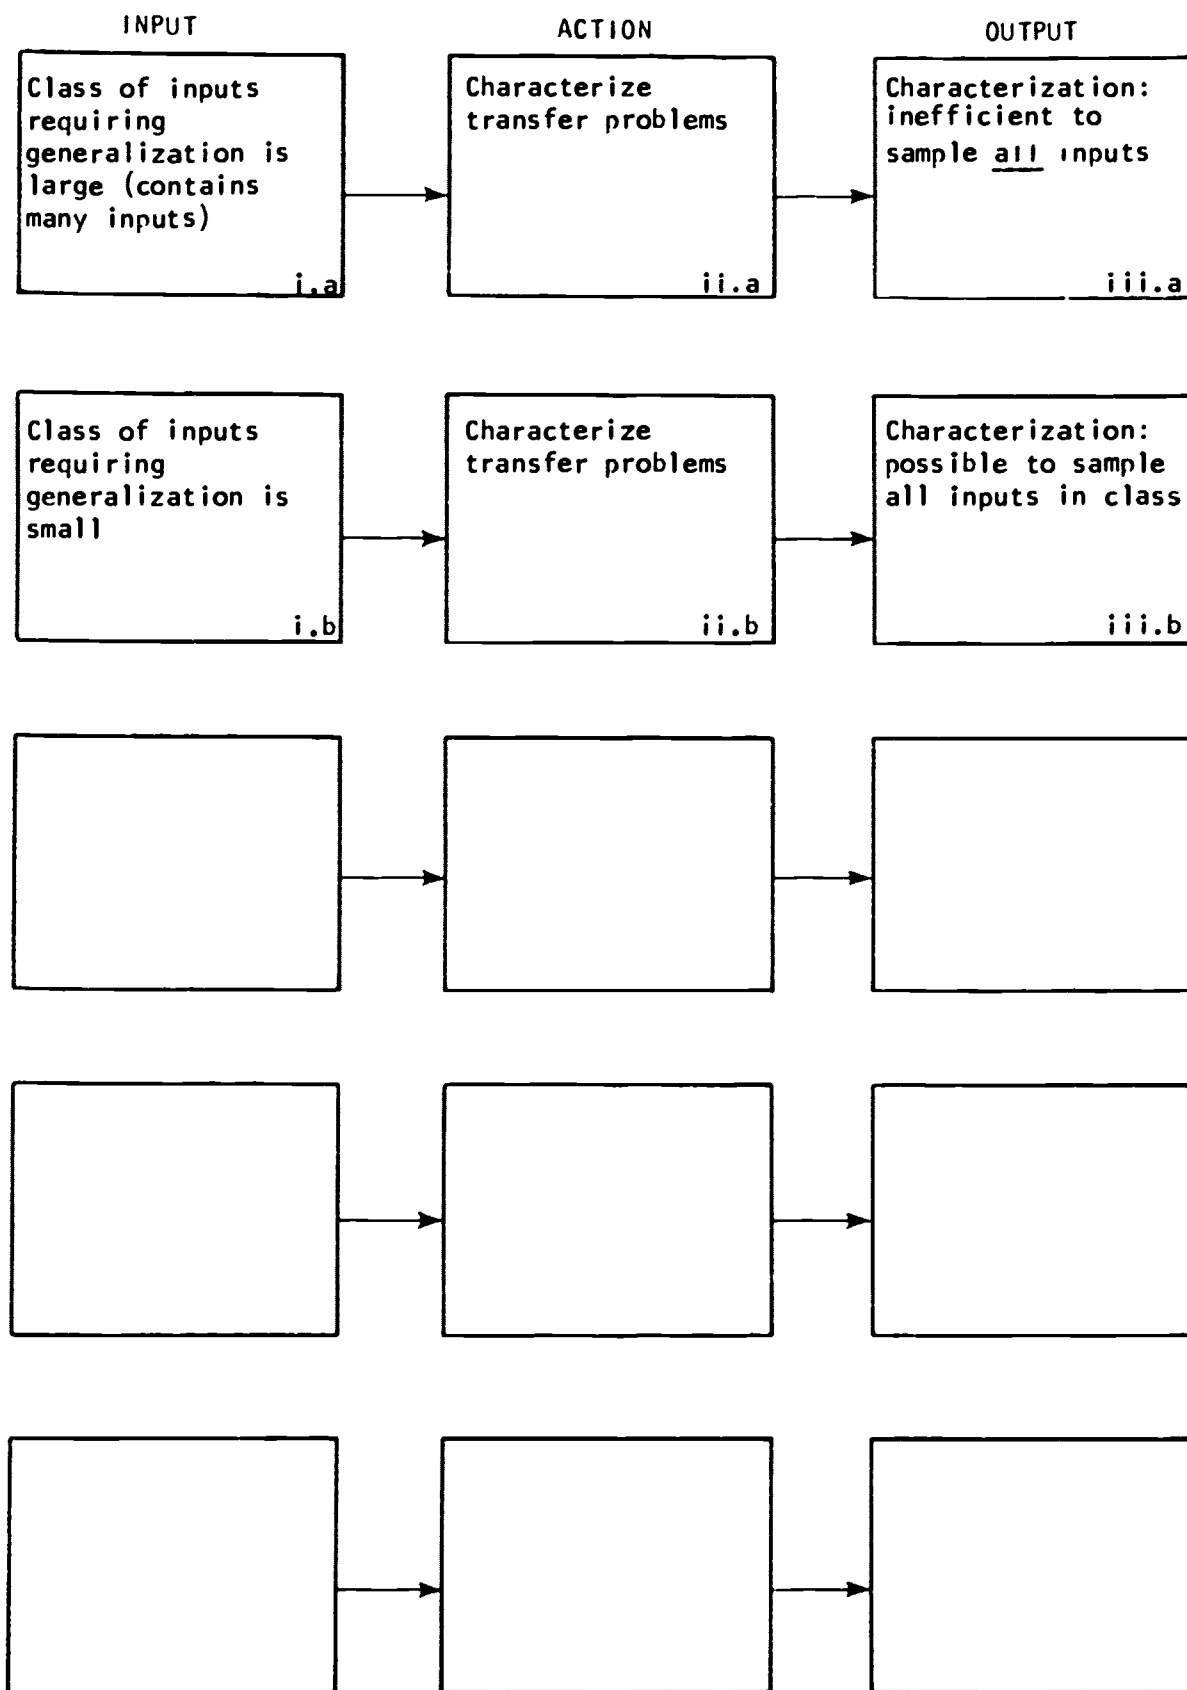 INPUT
ACTION
OUTPUT
Class of inputs
requiring
generalization is
large (contains
many inputs)
i.a
Characterize
transfer problems
ii.a
Characterization:
inefficient to
sample all inputs
iii.a
Class of inputs
requiring
generalization is
small
i.b
Characterize
transfer problems
ii.b
Characterization:
possible to sample
all inputs in class
iii.b